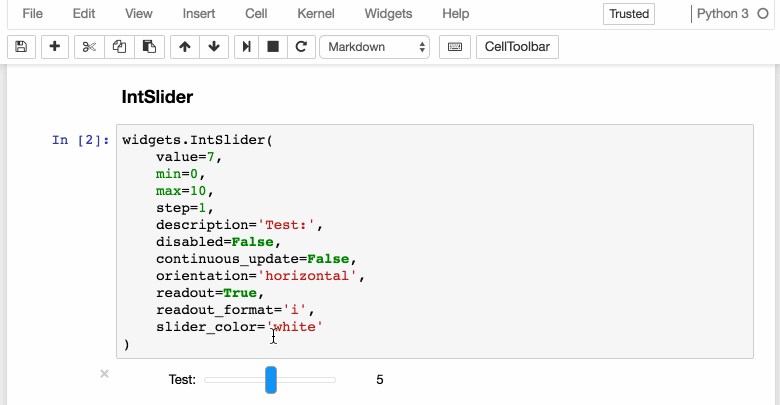 File Edit View Insert Cell Kernel Widgets Help Trusted Python 3
Markdown CellToolbar
IntSlider
In [2]: widgets.IntSlider(
value=7,
min=0,
max=10,
step=1,
description='Test:',
disabled=False,
continuous_update=False,
orientation='horizontal',
readout=True,
readout_format='i',
slider_color='white'
)
Test: 5